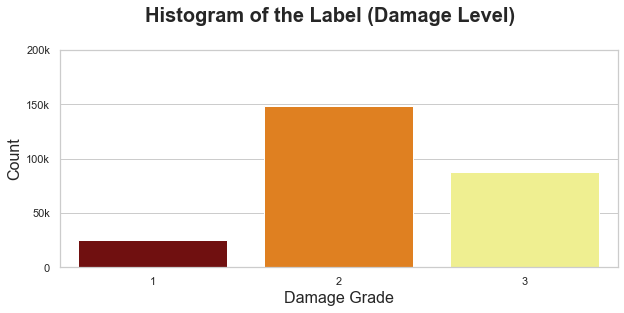 Histogram of the Label (Damage Level)
200k
150k
100k
50k
0
Count
1 2 3
Damage Grade